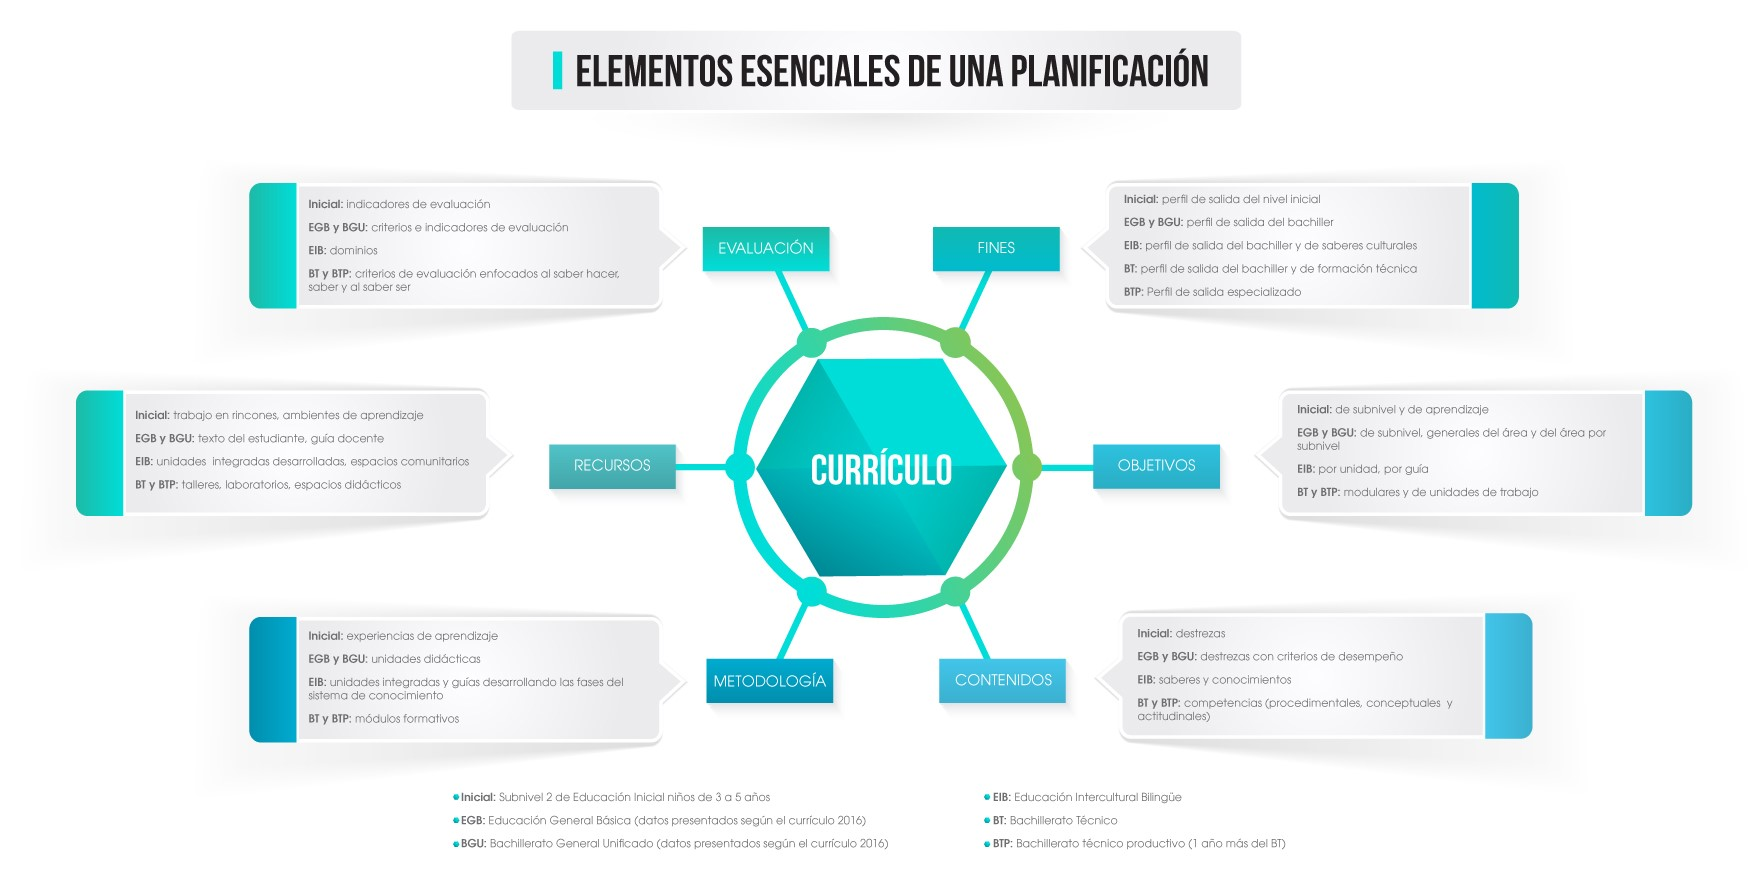 ELEMENTOS ESENCIALES DE UNA PLANIFICACIÓN
Inicial: indicadores de evaluación
EGB y BGU: criterios e indicadores de evaluación
EIB: dominios
BT y BTP: criterios de evaluación enfocados al saber hacer,
saber y al saber ser
EVALUACIÓN
FINES
Inicial: perfil de salida del nivel inicial
EGB y BGU: perfil de salida del bachiller
EIB: perfil de salida del bachiller y de saberes culturales
BT: perfil de salida del bachiller y de formación técnica
BTP: Perfil de salida especializado
Inicial: trabajo en rincones, ambientes de aprendizaje
EGB y BGU: texto del estudiante, guía docente
EIB: unidades integradas desarrolladas, espacios comunitarios
BT y BTP: talleres, laboratorios, espacios didácticos
RECURSOS
CURRÍCULO
OBJETIVOS
Inicial: de subnivel y de aprendizaje
EGB y BGU: de subnivel, generales del área y del área por
subnivel
EIB: por unidad, por guía
BT y BTP: modulares y de unidades de trabajo
Inicial: experiencias de aprendizaje
EGB y BGU: unidades didácticas
EIB: unidades integradas y guías desarrollando las fases del
sistema de conocimiento
BT y BTP: módulos formativos
METODOLOGÍA
CONTENIDOS
Inicial: destrezas
EGB y BGU: destrezas con criterios de desempeño
EIB: saberes y conocimientos
BT y BTP: competencias (procedimentales, conceptuales y
actitudinales)
Inicial: Subnivel 2 de Educación Inicial niños de 3 a 5 años
EGB: Educación General Básica (datos presentados según el currículo 2016)
BGU: Bachillerato General Unificado (datos presentados según el currículo 2016)
EIB: Educación Intercultural Bilingüe
BT: Bachillerato Técnico
BTP: Bachillerato técnico productivo (1 año más del BT)